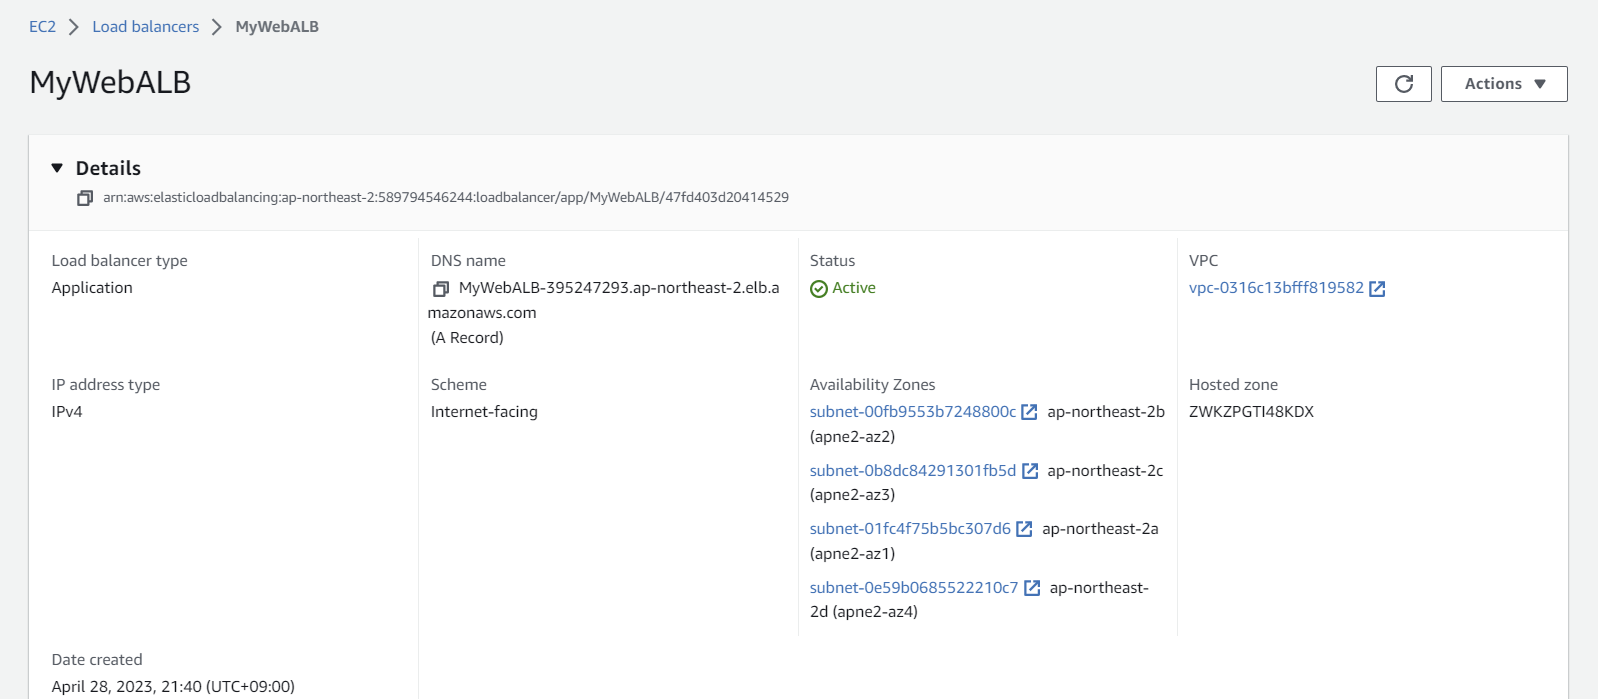 EC2 > Load balancers > MyWebALB
MyWebALB
Actions
Details
arn:aws:elasticloadbalancing:ap-northeast-2:589794546244:loadbalancer/app/MyWebALB/47fd403d20414529
Load balancer type
Application
DNS name
MyWebALB-395247293.ap-northeast-2.elb.a
mazonaws.com
(A Record)
Status
Active
VPC
vpc-0316c13bfff819582
IP address type
IPv4
Scheme
Internet-facing
Availability Zones
subnet-00fb9553b7248800c ap-northeast-2b
(apne2-az2)
subnet-0b8dc84291301fb5d ap-northeast-2c
(apne2-az3)
subnet-01fc4f75b5bc307d6 ap-northeast-2a
(apne2-az1)
subnet-0e59b0685522210c7 ap-northeast-
2d (apne2-az4)
Hosted zone
ZWKZPGTI48KDX
Date created
April 28, 2023, 21:40 (UTC+09:00)